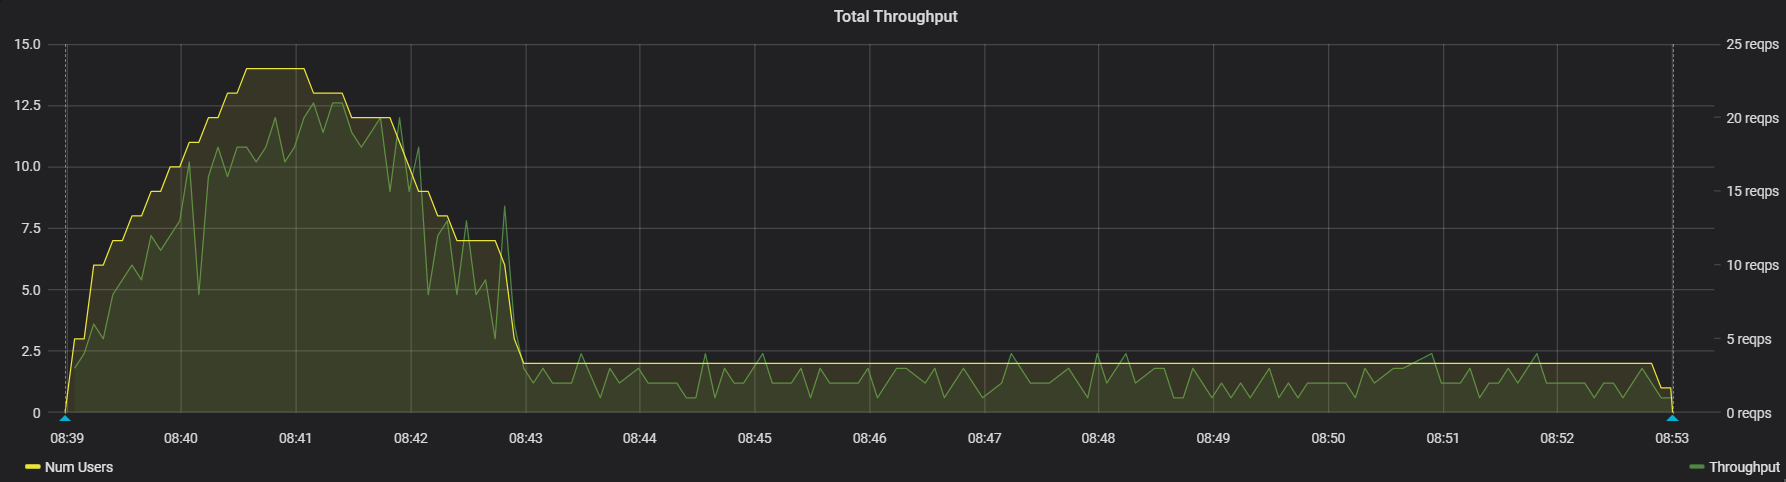 Total Throughput
15.0
12.5
10.0
7.5
5.0
2.5
0
25 reqps
20 reqps
15 reqps
10 reqps
5 reqps
0 reqps
08:39 08:40 08:41 08:42 08:43 08:44 08:45 08:46 08:47 08:48 08:49 08:50 08:51 08:52 08:53
Num Users
Throughput